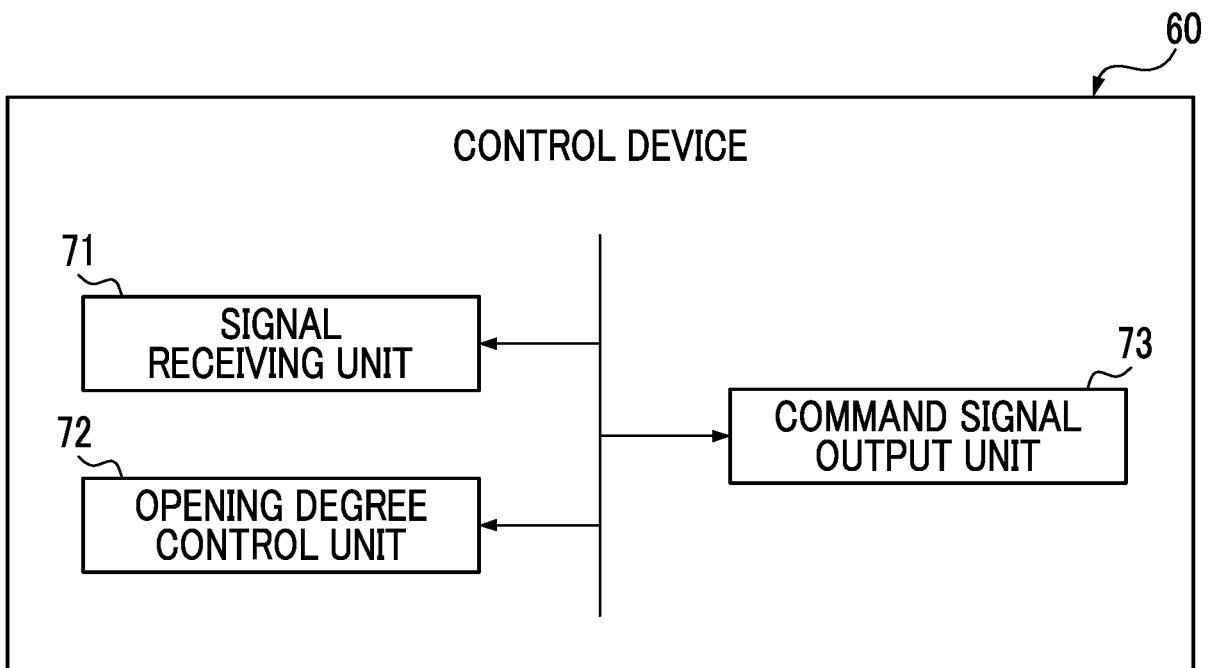 60
CONTROL DEVICE
71
SIGNAL
RECEIVING UNIT
72
OPENING DEGREE
CONTROL UNIT
73
COMMAND SIGNAL
OUTPUT UNIT